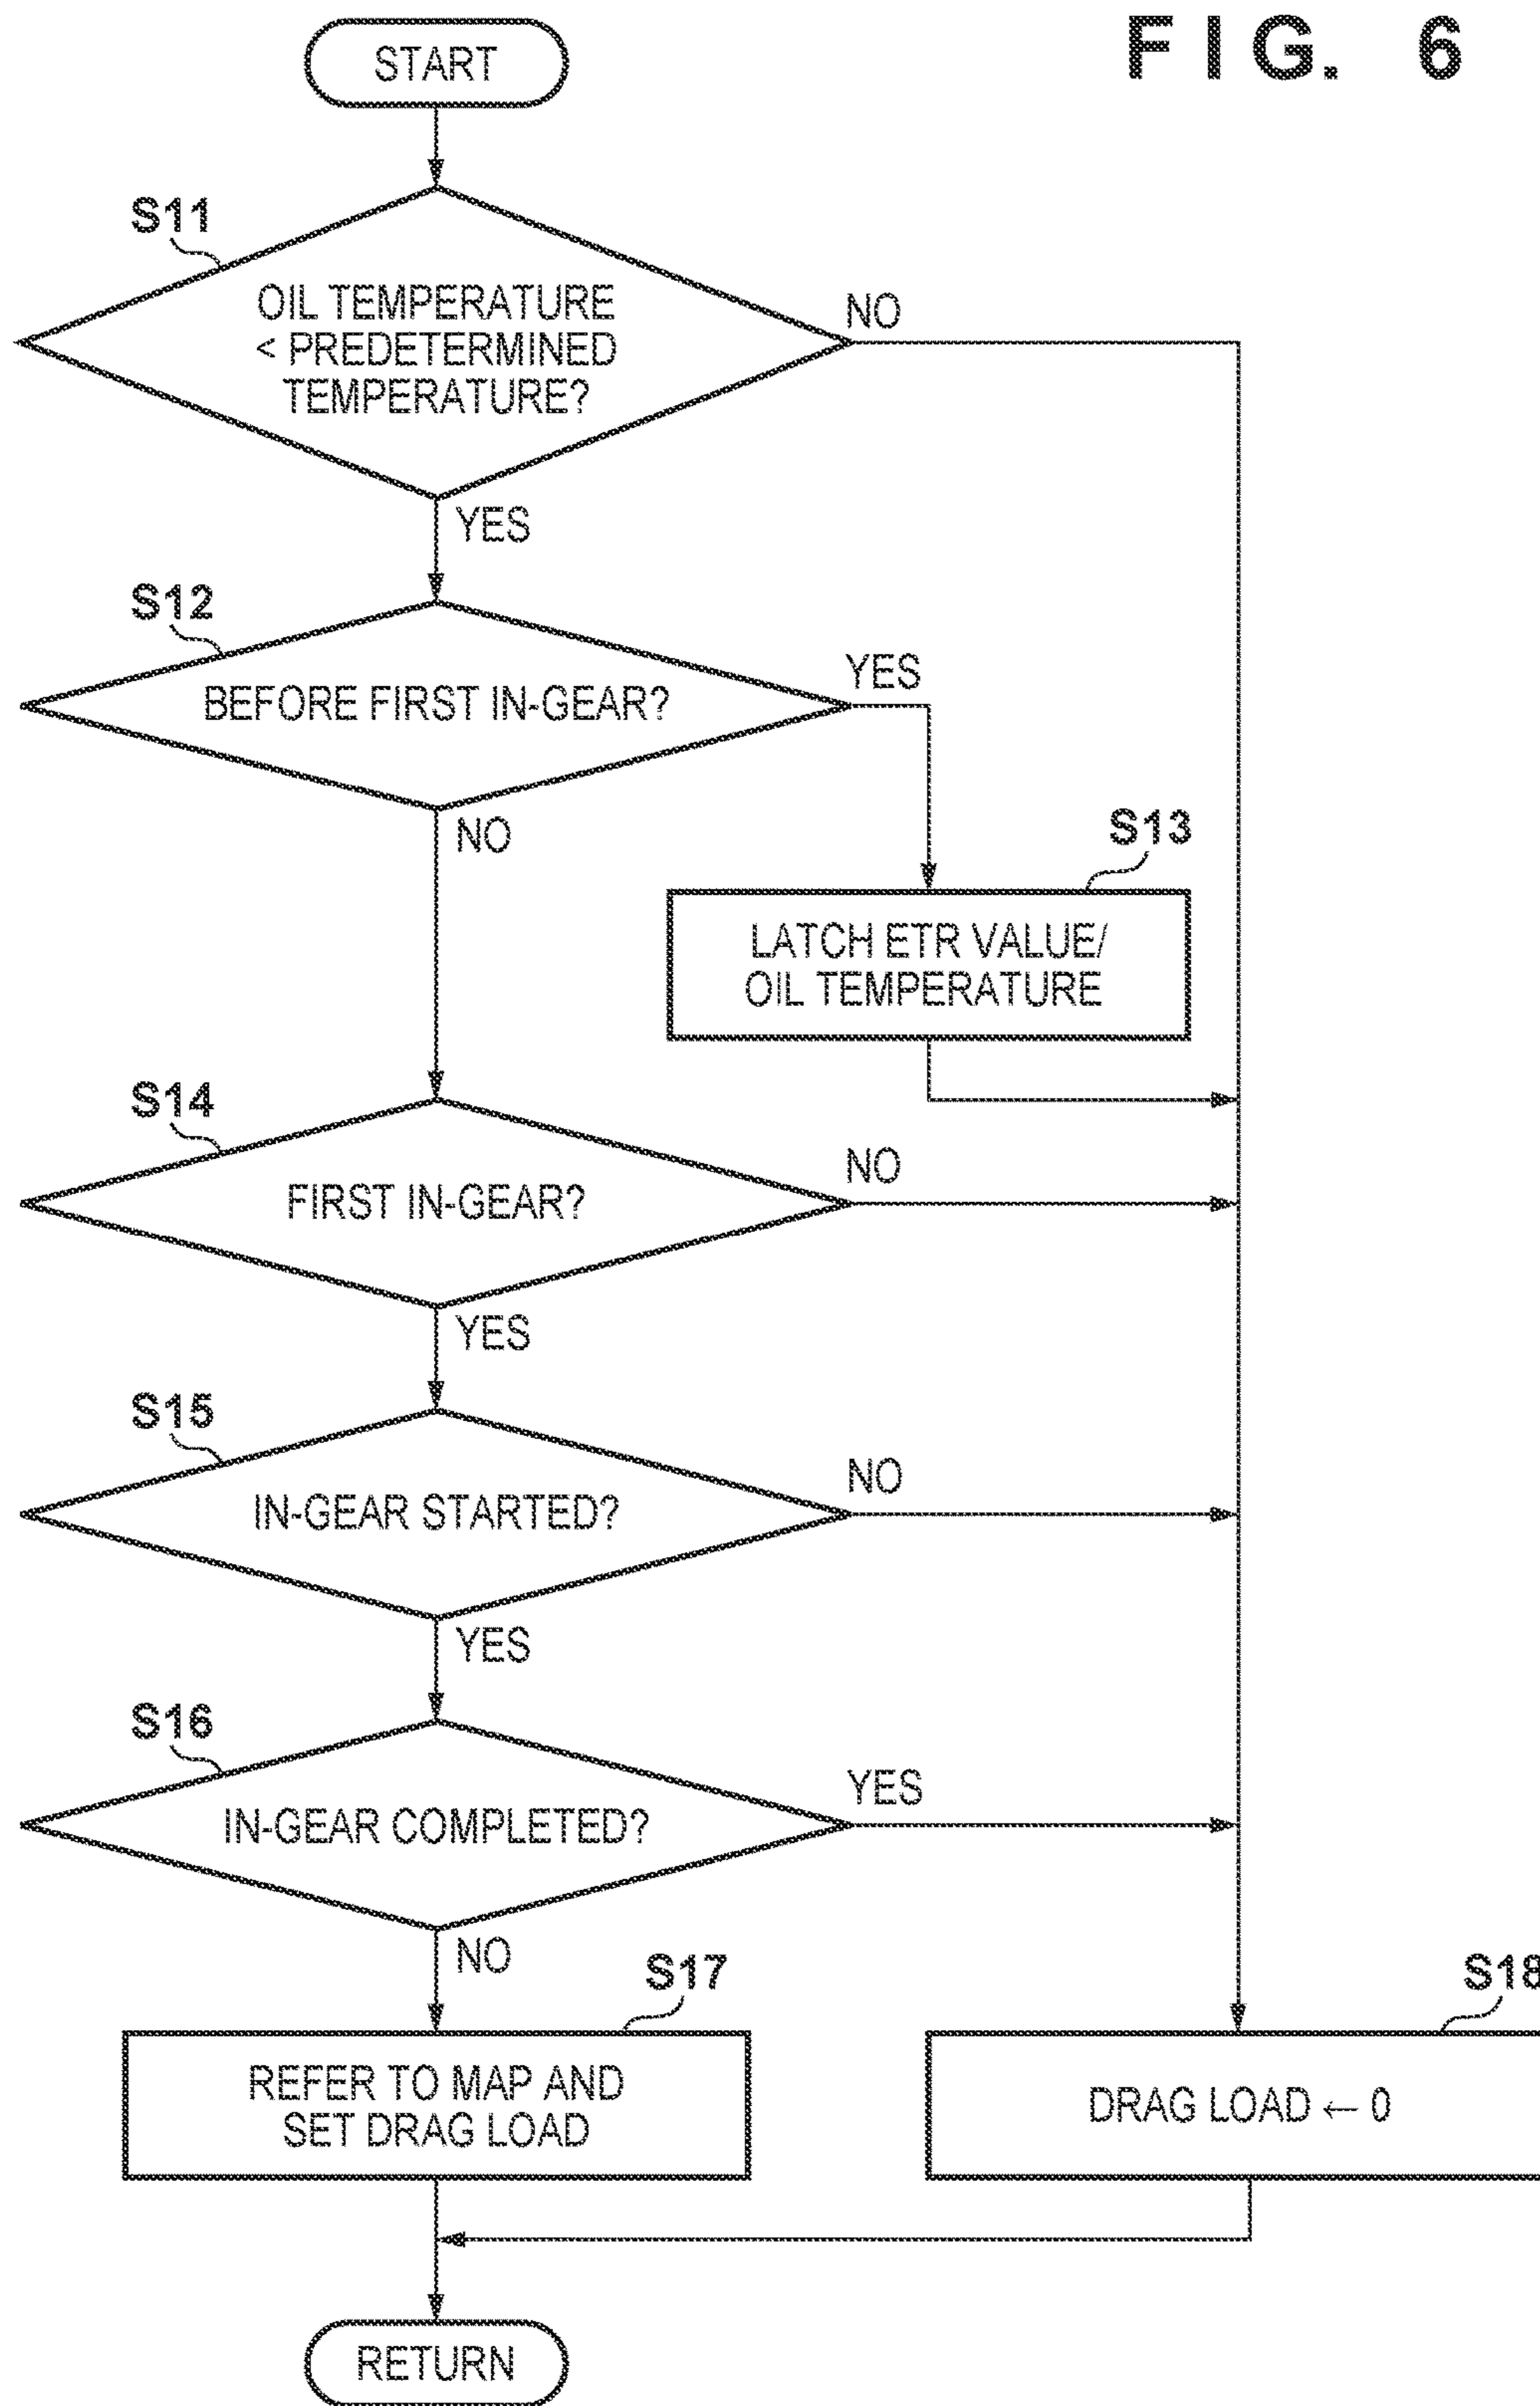 FIG. 6
START
S11
OIL TEMPERATURE
< PREDETERMINED
TEMPERATURE?
NO
YES
S12
BEFORE FIRST IN-GEAR?
YES
NO
S13
LATCH ETR VALUE/
OIL TEMPERATURE
S14
FIRST IN-GEAR?
NO
YES
S15
IN-GEAR STARTED?
NO
YES
S16
IN-GEAR COMPLETED?
YES
NO
S17
REFER TO MAP AND
SET DRAG LOAD
S18
DRAG LOAD ← 0
RETURN